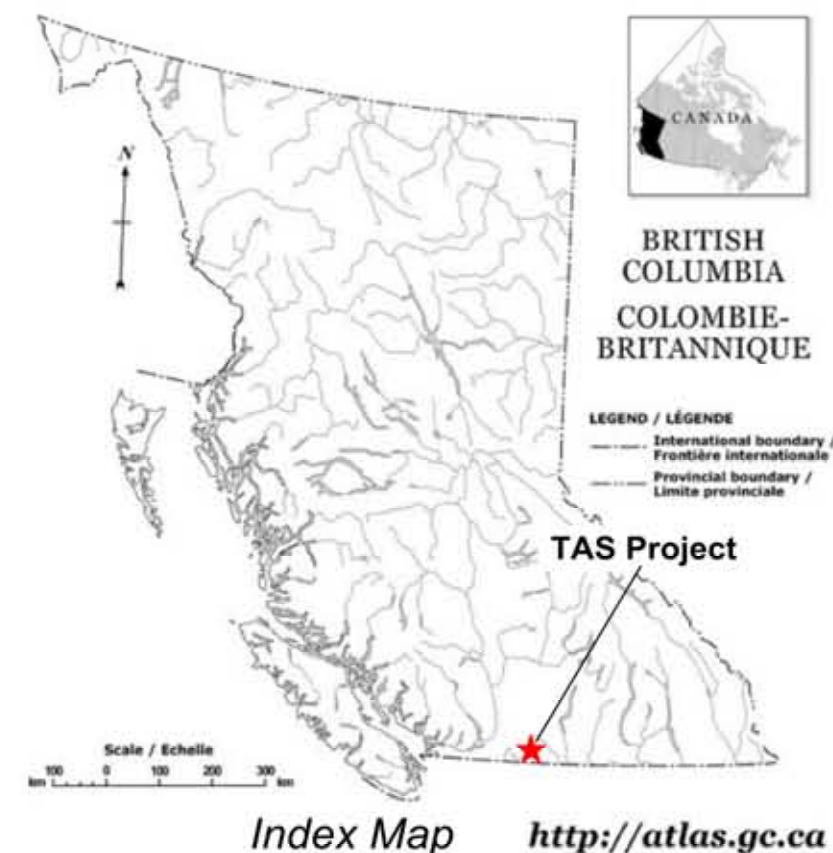 N
CANADA
BRITISH
COLUMBIA
COLOMBIE-
BRITANNIQUE
LEGEND / LÉGENDE
International boundary /
Frontière internationale
Provincial boundary /
Limite provinciale
TAS Project
Scale / Echelle
100 0 100 200 300
km km
Index Map
http://atlas.gc.ca